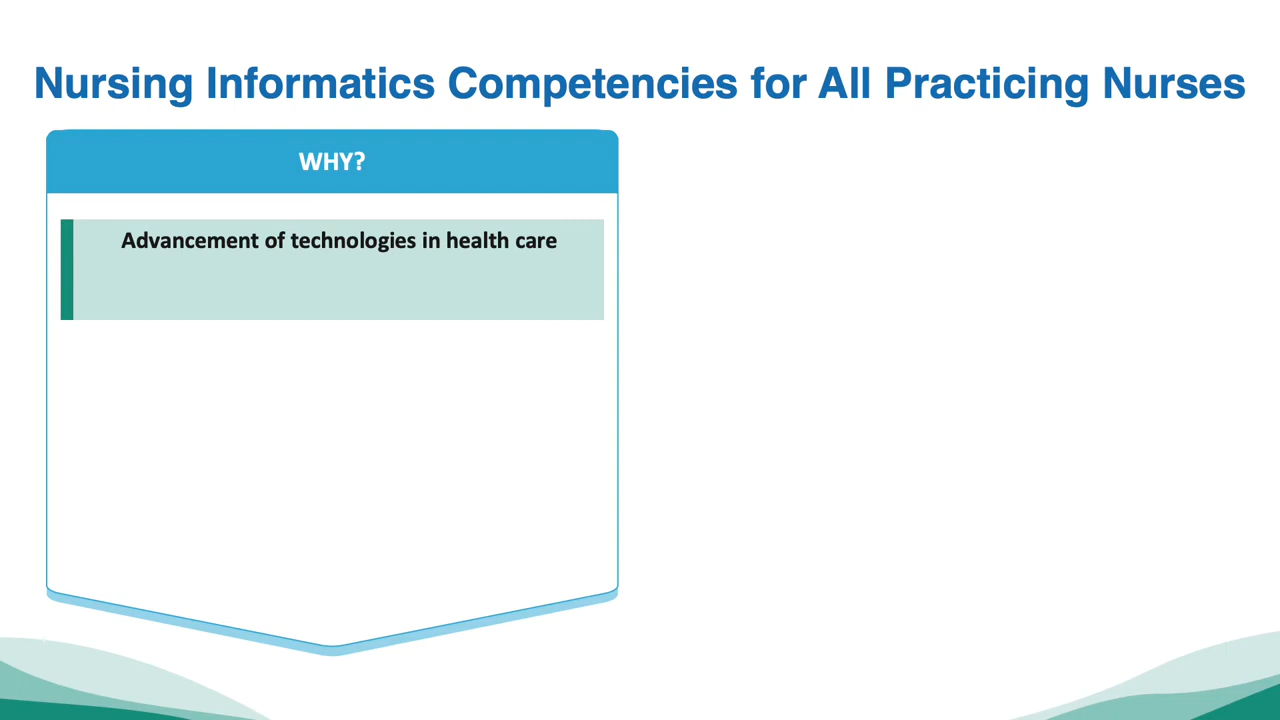 Nursing Informatics Competencies for All Practicing Nurses
WHY?
Advancement of technologies in health care